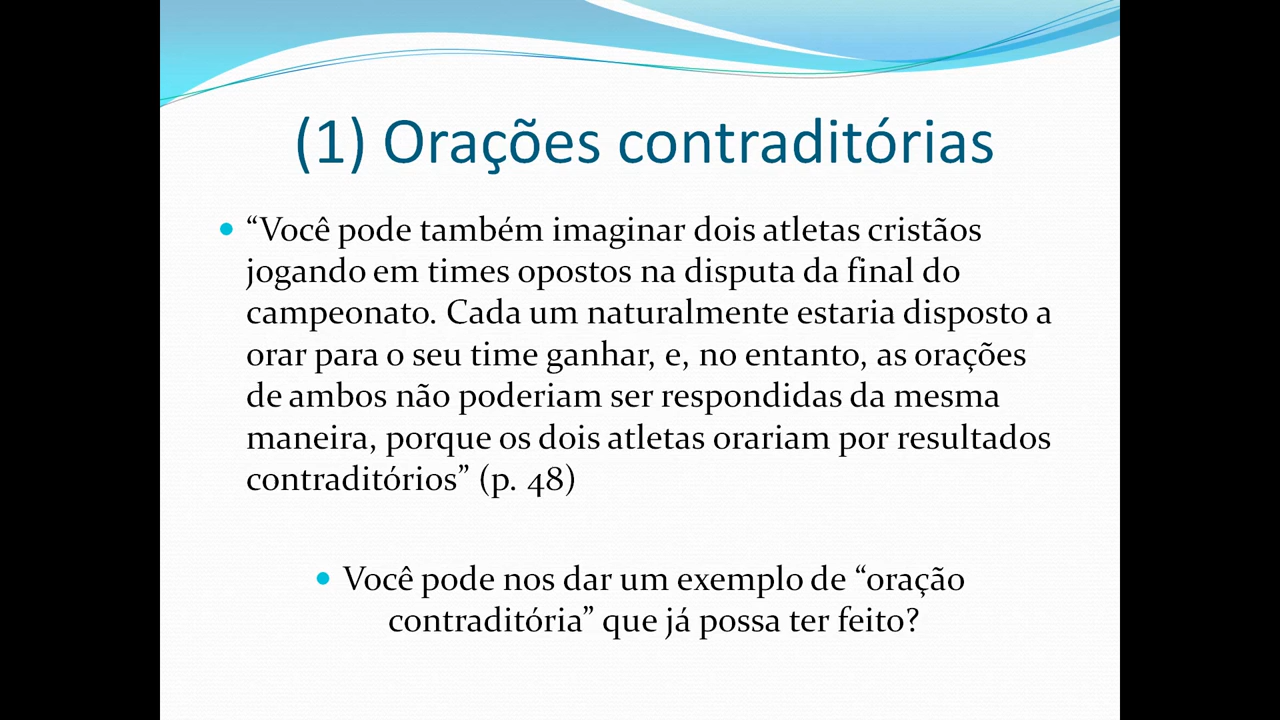 (1) Orações contraditórias
• “Você pode também imaginar dois atletas cristãos
jogando em times opostos na disputa da final do
campeonato. Cada um naturalmente estaria disposto a
orar para o seu time ganhar, e, no entanto, as orações
de ambos não poderiam ser respondidas da mesma
maneira, porque os dois atletas orariam por resultados
contraditórios” (p. 48)
• Você pode nos dar um exemplo de “oração
contraditória” que já possa ter feito?